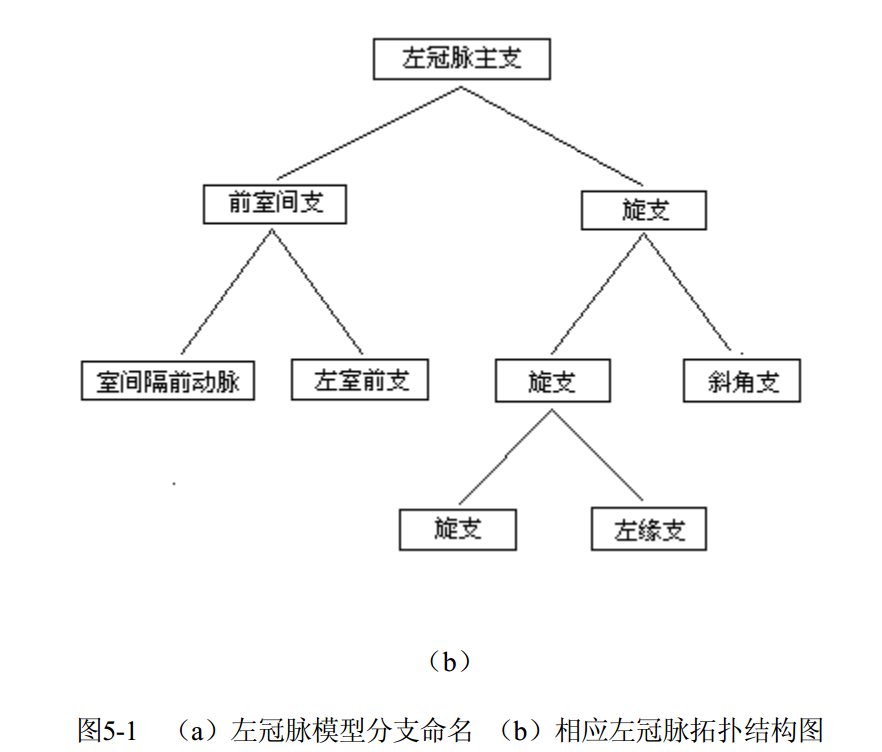 左冠脉主支
前室间支
旋支
室间隔前动脉
左室前支
旋支
斜角支
旋支
左缘支
（b）
图5-1 （a）左冠脉模型分支命名 （b）相应左冠脉拓扑结构图